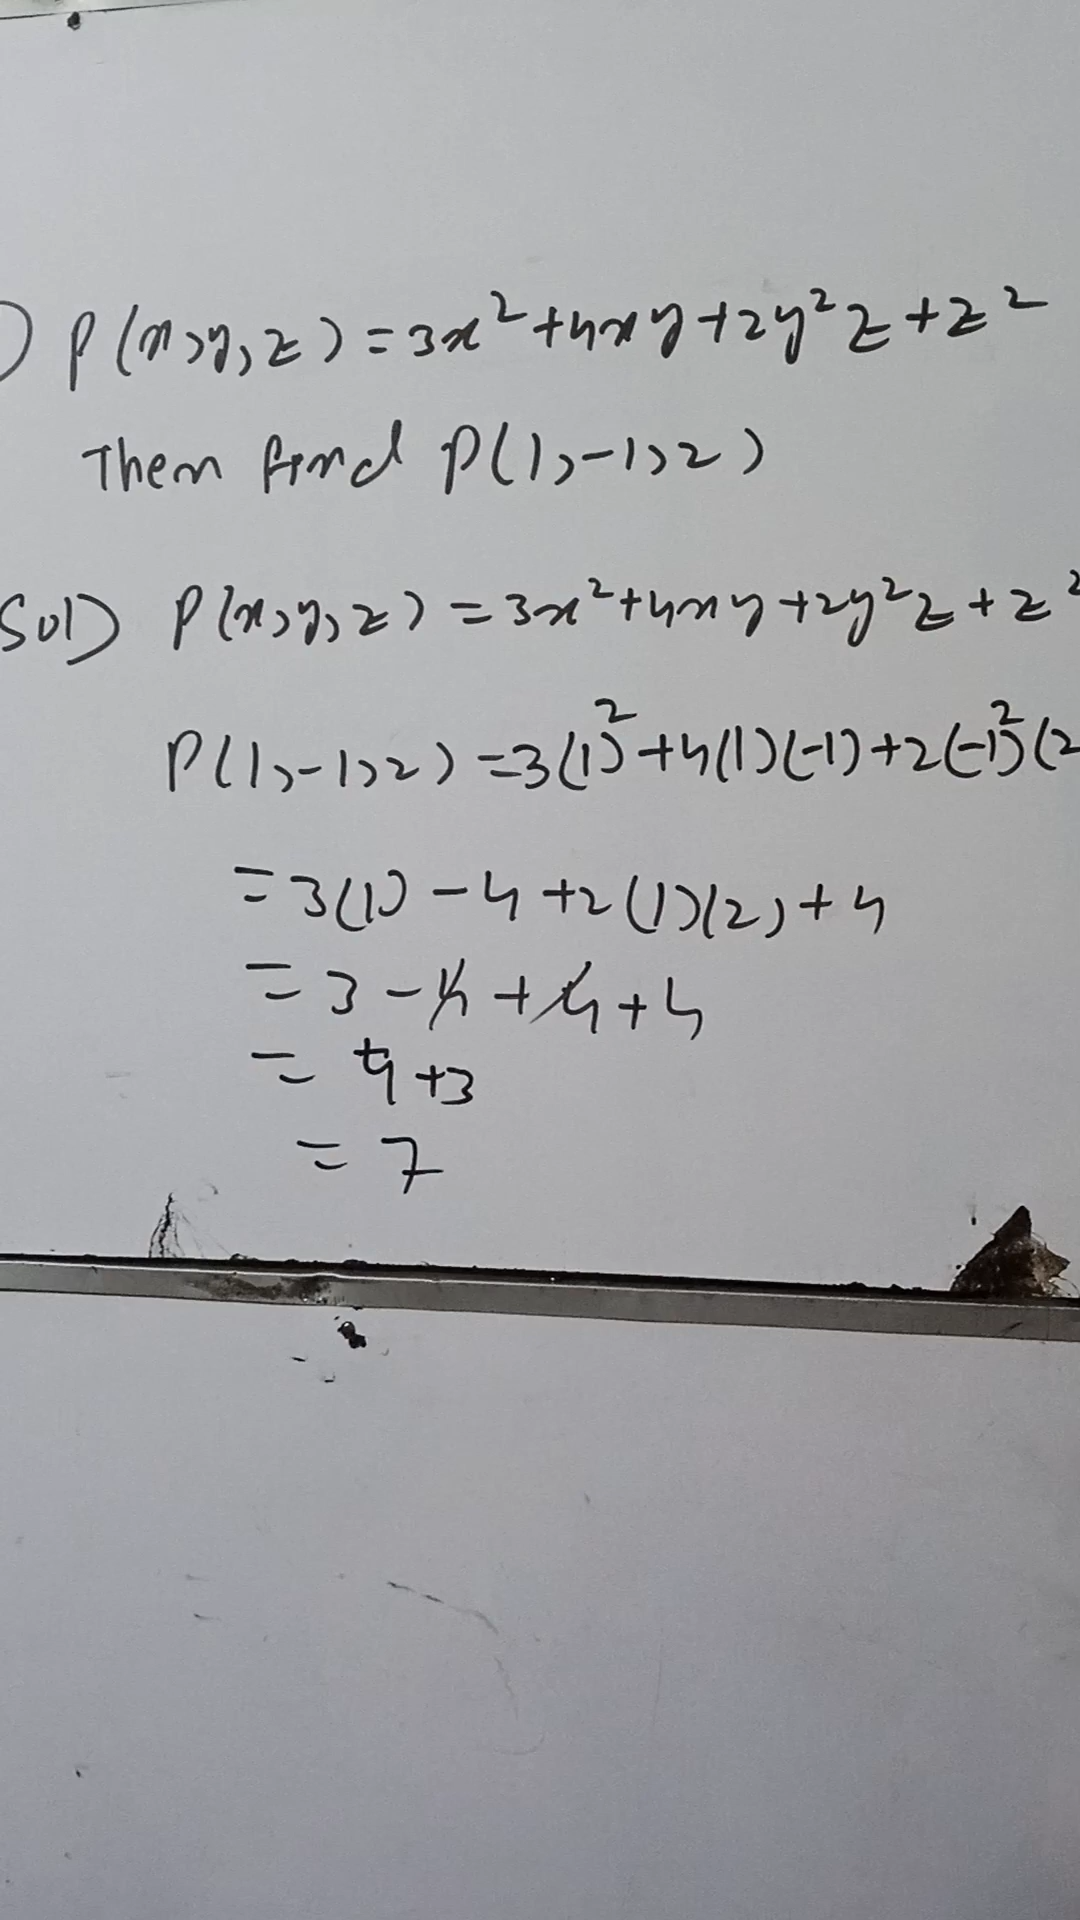 ) P(x,y,z)=3x²+4xy+2y²z+z²
Then find P(1,-1,2)
Sol) P(x,y,z)=3x²+4xy+2y²z+z²
P(1,-1,2)=3(1)²+4(1)(-1)+2(-1)²(2
=3(1)-4+2(1)(2)+4
=3-4+4+4
=4+3
=7